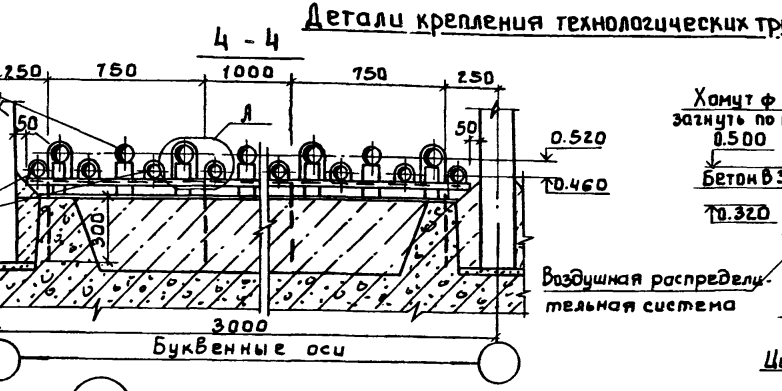 Детали крепления технологических тр
4 - 4
250 750 1000 750 250
50
А
50
0.520
0.460
300
3000
Буквенные оси
Хомут ф
загнуть по
0.500
Бетон В
0.320
Воздушная распредели-
тельная система